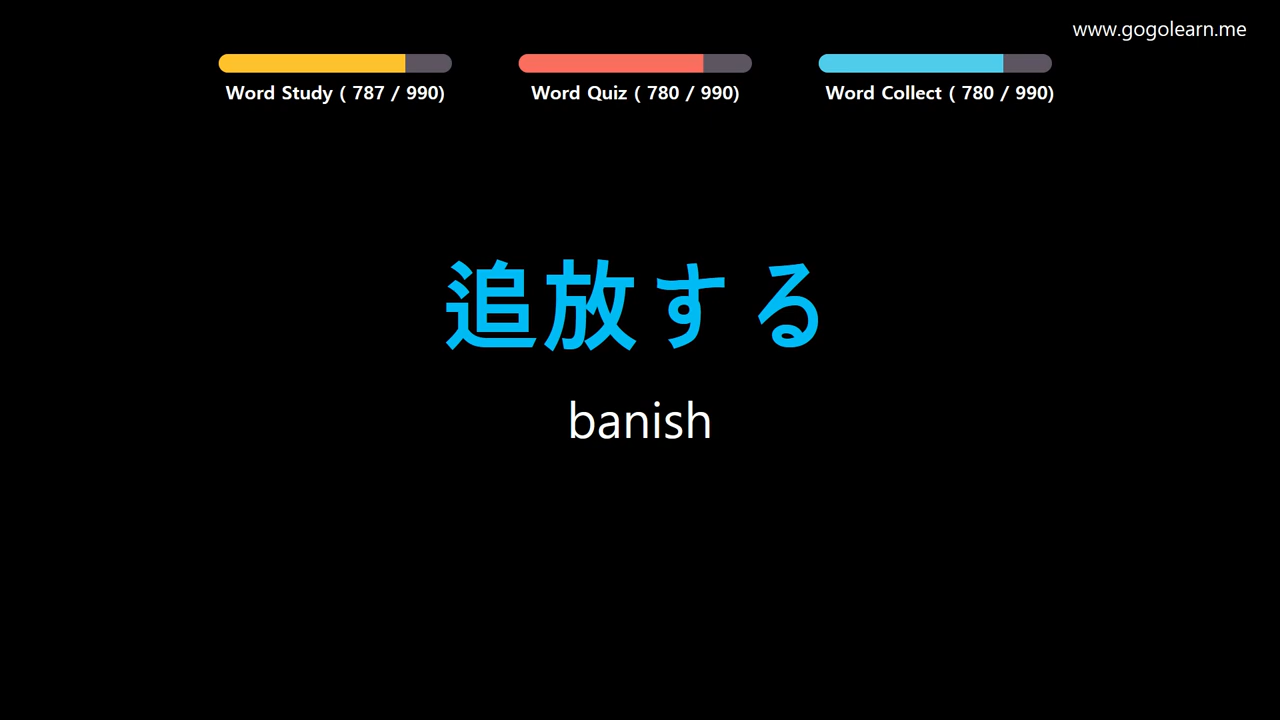 www.gogolearn.me
Word Study ( 787 / 990)
Word Quiz ( 780 / 990)
Word Collect ( 780 / 990)
追放する
banish